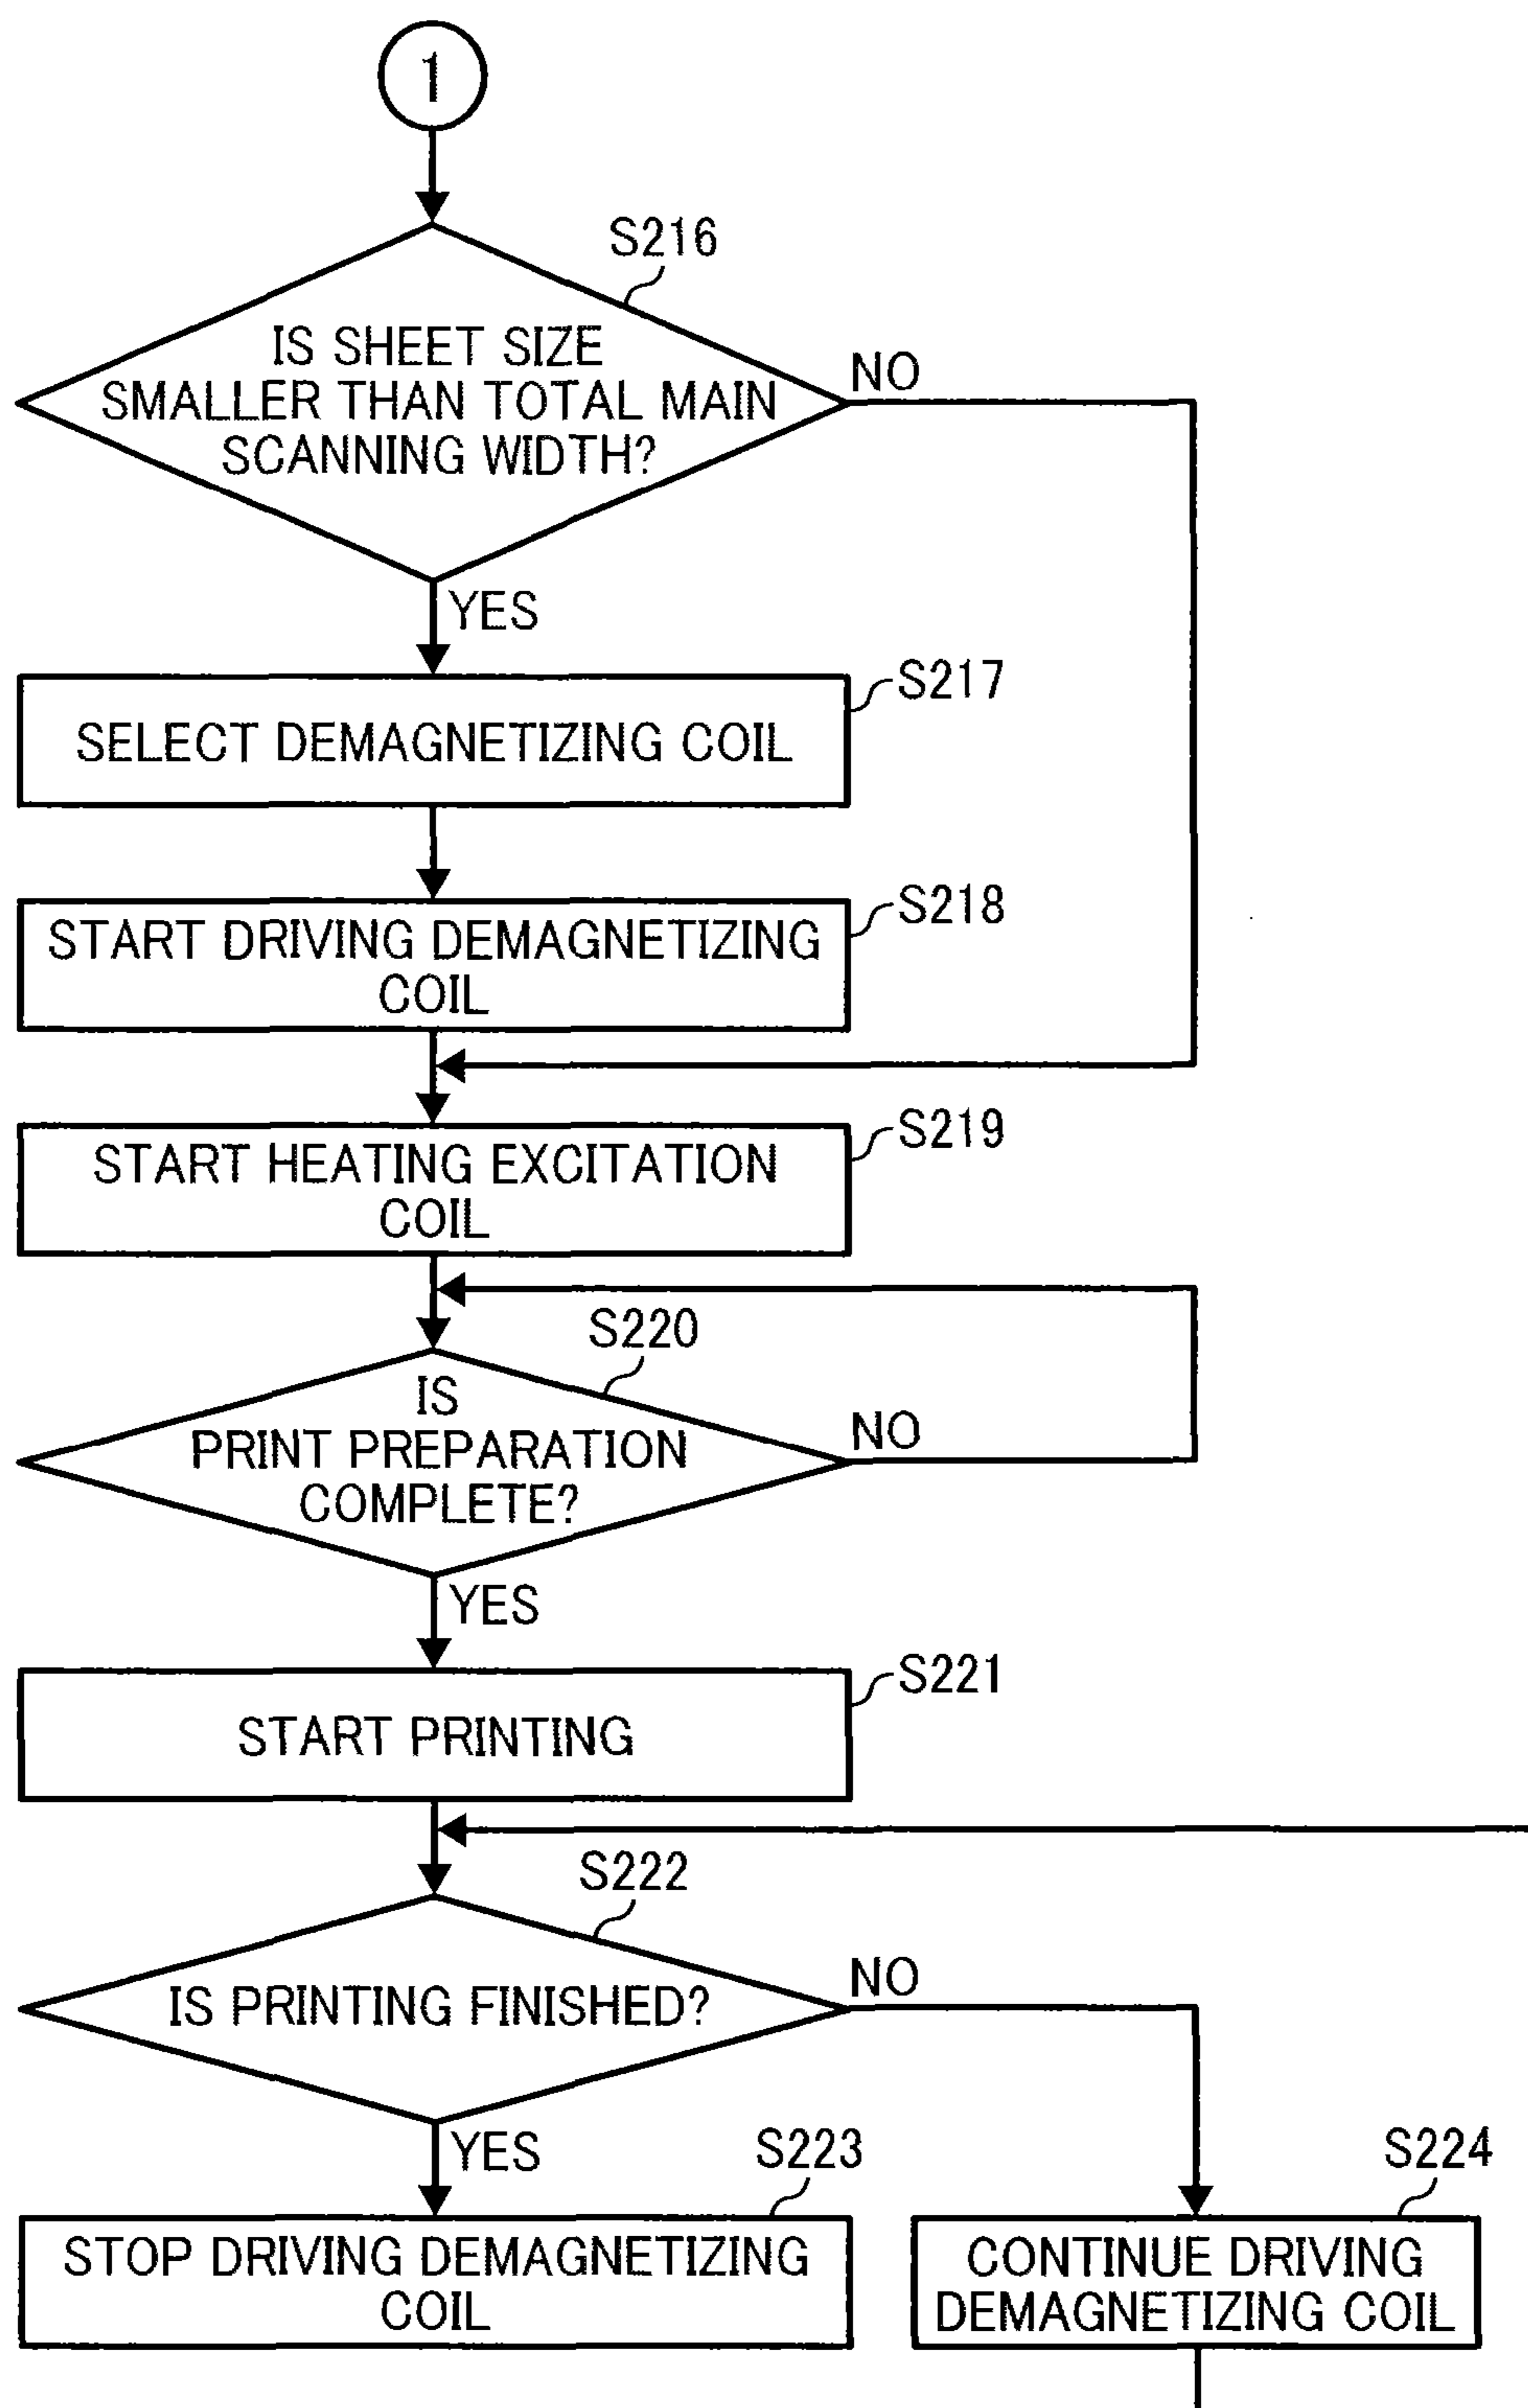 1
S216
IS SHEET SIZE
SMALLER THAN TOTAL MAIN
SCANNING WIDTH?
NO
YES
S217
SELECT DEMAGNETIZING COIL
S218
START DRIVING DEMAGNETIZING
COIL
S219
START HEATING EXCITATION
COIL
S220
IS
PRINT PREPARATION
COMPLETE?
NO
YES
S221
START PRINTING
S222
IS PRINTING FINISHED?
NO
YES
S223
STOP DRIVING DEMAGNETIZING
COIL
S224
CONTINUE DRIVING
DEMAGNETIZING COIL